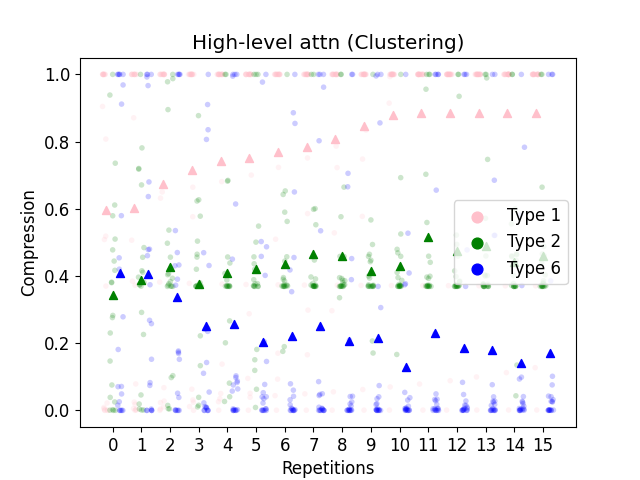 High-level attn (Clustering)
1.0
0.8
0.6
0.4
0.2
0.0
Compression
Type 1
Type 2
Type 6
0 1 2 3 4 5 6 7 8 9 10 11 12 13 14 15
Repetitions